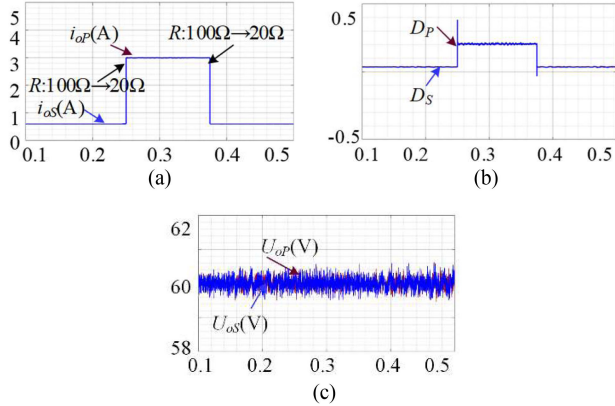 5
4
3
2
1
0
i_oP(A)
R:100Ω→20Ω
R:100Ω→20Ω
i_oS(A)
0.1 0.2 0.3 0.4 0.5
(a)
0.5
-0.5
D_P
D_S
0.1 0.2 0.3 0.4 0.5
(b)
62
60
58
U_oP(V)
U_oS(V)
0.1 0.2 0.3 0.4 0.5
(c)